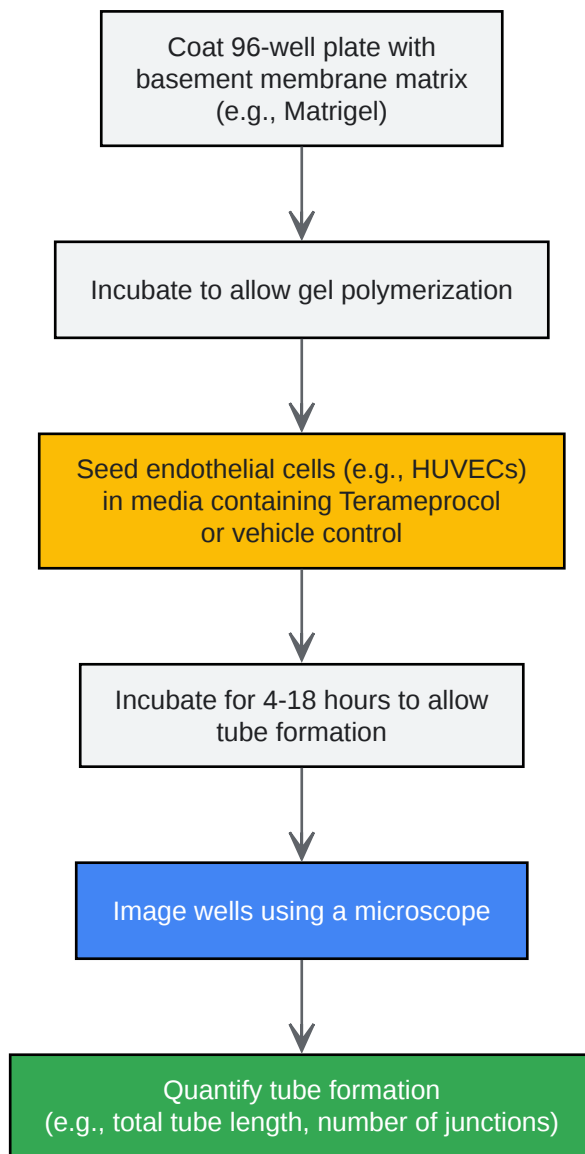 Coat 96-well plate with
basement membrane matrix
(e.g., Matrigel)
Incubate to allow gel polymerization
Seed endothelial cells (e.g., HUVECs)
in media containing Terameprocol
or vehicle control
Incubate for 4-18 hours to allow
tube formation
Image wells using a microscope
Quantify tube formation
(e.g., total tube length, number of junctions)